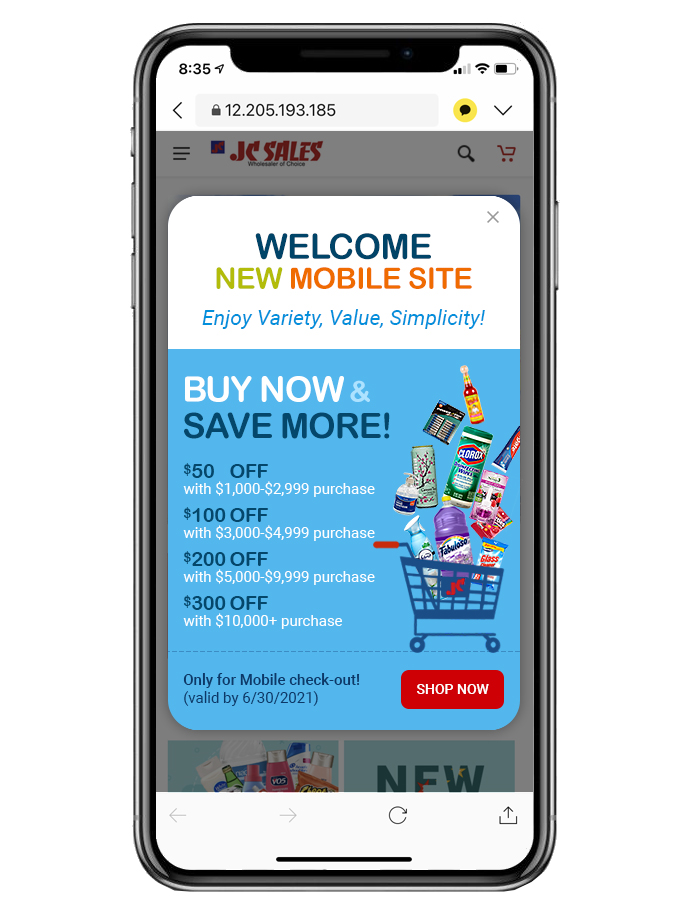 8:35
12.205.193.185
JC SALES
Wholesaler of Choice
WELCOME
NEW MOBILE SITE
Enjoy Variety, Value, Simplicity!
BUY NOW &
SAVE MORE!
$50 OFF
with $1,000-$2,999 purchase
$100 OFF
with $3,000-$4,999 purchase
$200 OFF
with $5,000-$9,999 purchase
$300 OFF
with $10,000+ purchase
CLOROX
Fabuloso
Glass
JC
Only for Mobile check-out!
(valid by 6/30/2021)
SHOP NOW
VO5
NEW